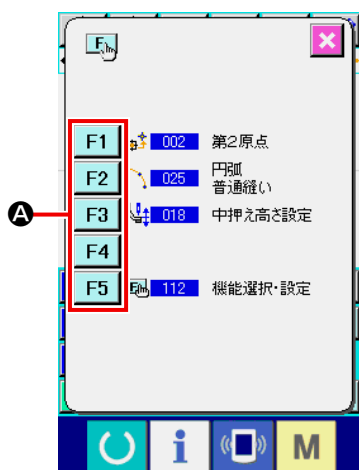 F
F1 002 第2原点
F2 025 円弧
普通縫い
A F3 018 中押え高さ設定
F4
F5 112 機能選択・設定
M